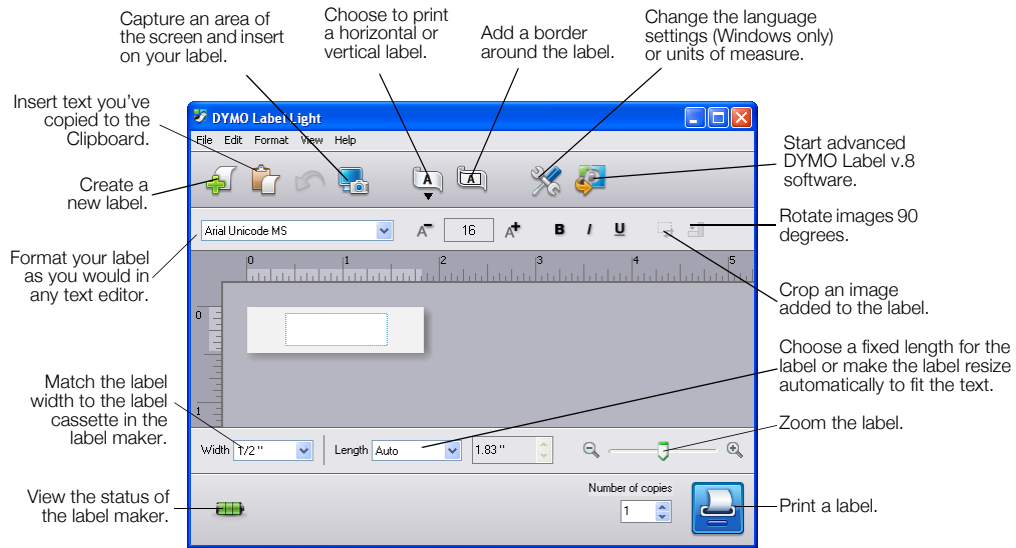 Capture an area of
the screen and insert
on your label.
Choose to print
a horizontal or
vertical label.
Add a border
around the label.
Change the language
settings (Windows only)
or units of measure.
Insert text you've
copied to the
Clipboard.
Create a
new label.
Format your label
as you would in
any text editor.
Match the label
width to the label
cassette in the
label maker.
View the status of
the label maker.
DYMO Label Light
File Edit Format View Help
A A
Arial Unicode MS A 16 A B I U
0 1 2 3 4 5
0
1
Width 1/2 " Length Auto 1.83 "
Number of copies
1
Start advanced
DYMO Label v.8
software.
Rotate images 90
degrees.
Crop an image
added to the label.
Choose a fixed length for the
label or make the label resize
automatically to fit the text.
Zoom the label.
Print a label.